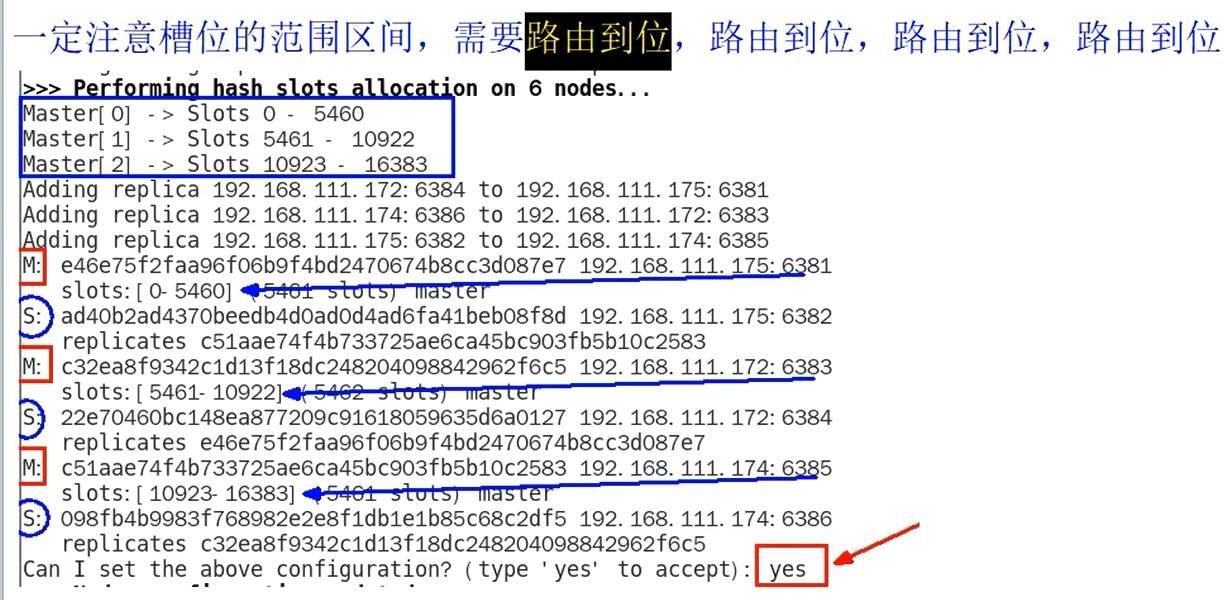 一定注意槽位的范围区间，需要路由到位，路由到位，路由到位，路由到位
>>> Performing hash slots allocation on 6 nodes...
Master[0] -> Slots 0 - 5460
Master[1] -> Slots 5461 - 10922
Master[2] -> Slots 10923 - 16383
Adding replica 192.168.111.172:6384 to 192.168.111.175:6381
Adding replica 192.168.111.174:6386 to 192.168.111.172:6383
Adding replica 192.168.111.175:6382 to 192.168.111.174:6385
M: e46e75f2faa96f06b9f4bd2470674b8cc3d087e7 192.168.111.175:6381
slots:[0-5460] (5461 slots) master
S: ad40b2ad4370beedb4d0ad0d4ad6fa41beb08f8d 192.168.111.175:6382
replicates c51aae74f4b733725ae6ca45bc903fb5b10c2583
M: c32ea8f9342c1d13f18dc248204098842962f6c5 192.168.111.172:6383
slots:[5461-10922] (5462 slots) master
S: 22e70460bc148ea877209c91618059635d6a0127 192.168.111.172:6384
replicates e46e75f2faa96f06b9f4bd2470674b8cc3d087e7
M: c51aae74f4b733725ae6ca45bc903fb5b10c2583 192.168.111.174:6385
slots:[10923-16383] (5461 slots) master
S: 098fb4b9983f768982e2e8f1db1e1b85c68c2df5 192.168.111.174:6386
replicates c32ea8f9342c1d13f18dc248204098842962f6c5
Can I set the above configuration? (type 'yes' to accept): yes